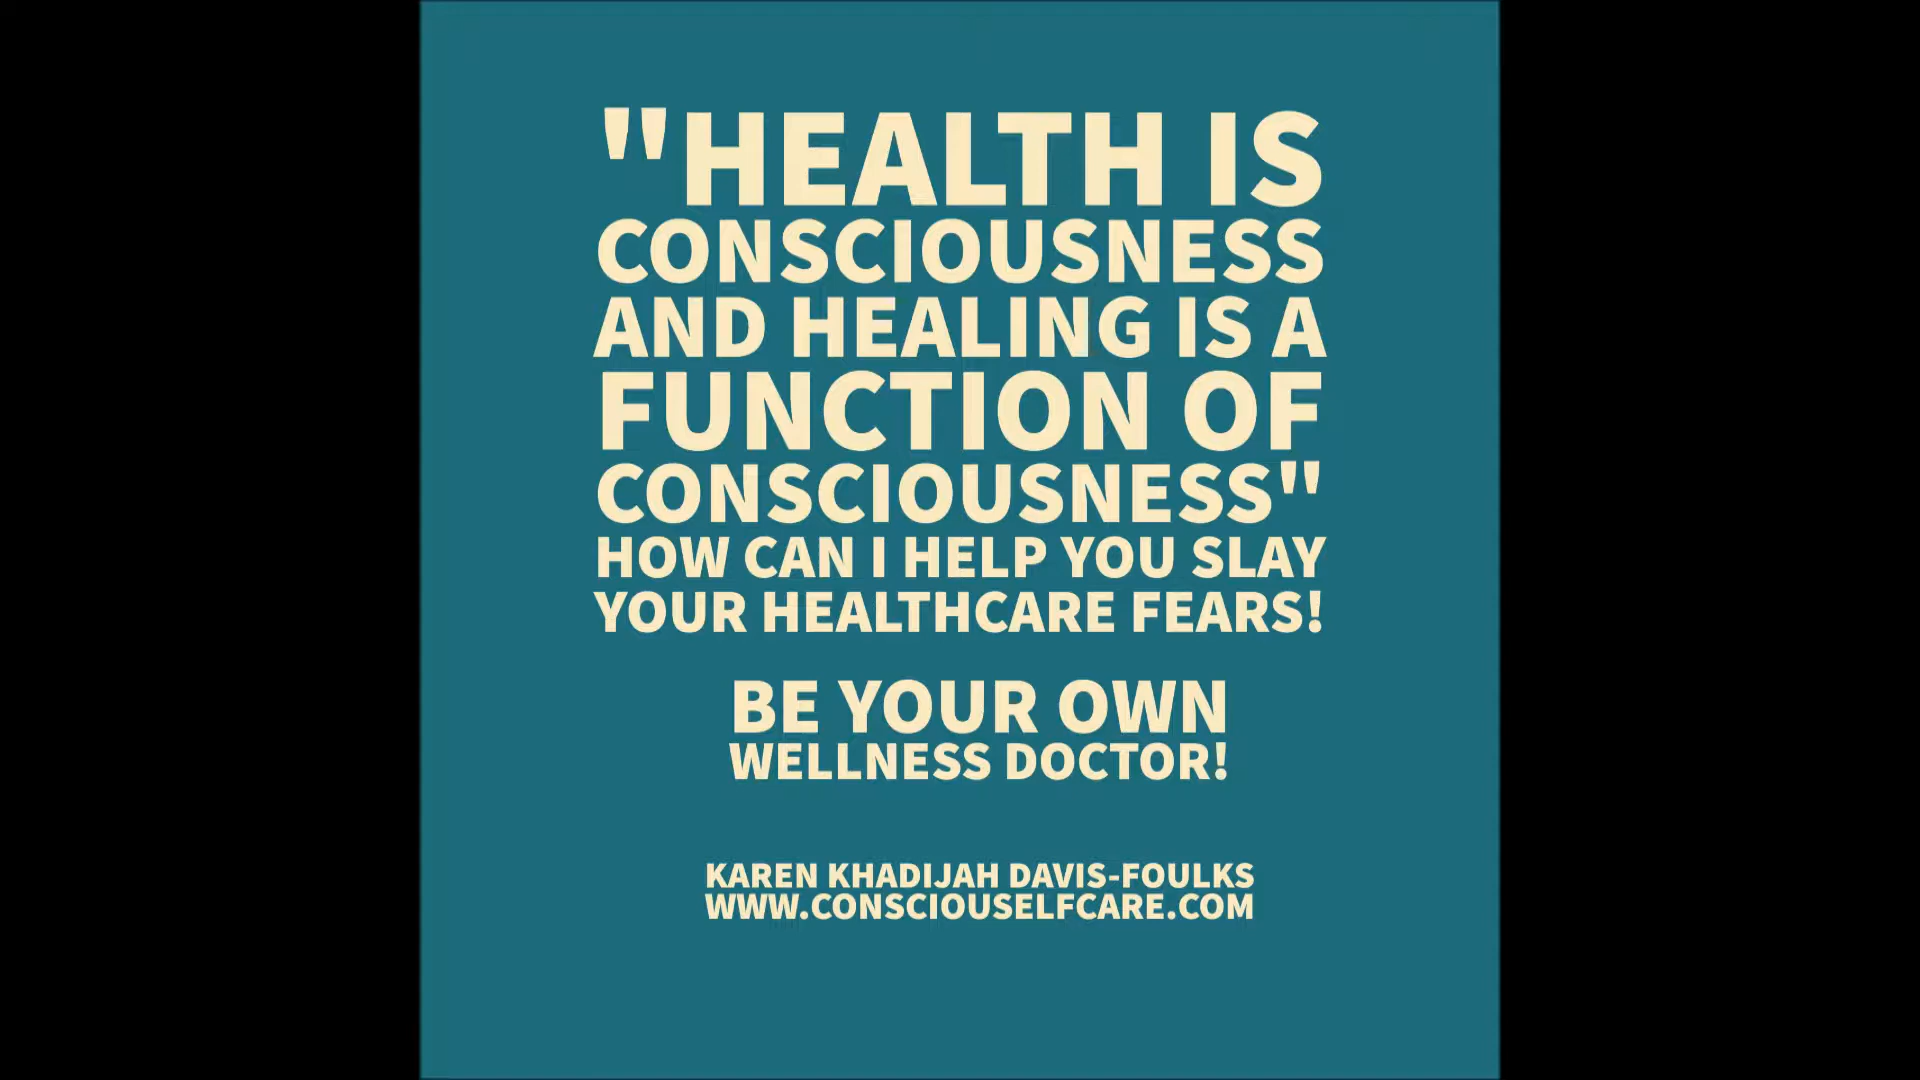 "HEALTH IS
CONSCIOUSNESS
AND HEALING IS A
FUNCTION OF
CONSCIOUSNESS"
HOW CAN I HELP YOU SLAY
YOUR HEALTHCARE FEARS!
BE YOUR OWN
WELLNESS DOCTOR!
KAREN KHADIJAH DAVIS-FOULKS
WWW.CONSCIOUSELFCARE.COM